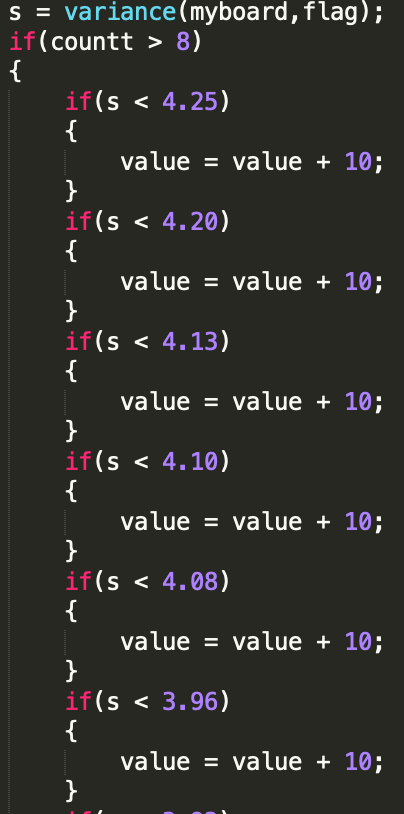 s = variance(myboard,flag);
if(countt > 8)
{
    if(s < 4.25)
    {
        value = value + 10;
    }
    if(s < 4.20)
    {
        value = value + 10;
    }
    if(s < 4.13)
    {
        value = value + 10;
    }
    if(s < 4.10)
    {
        value = value + 10;
    }
    if(s < 4.08)
    {
        value = value + 10;
    }
    if(s < 3.96)
    {
        value = value + 10;
    }